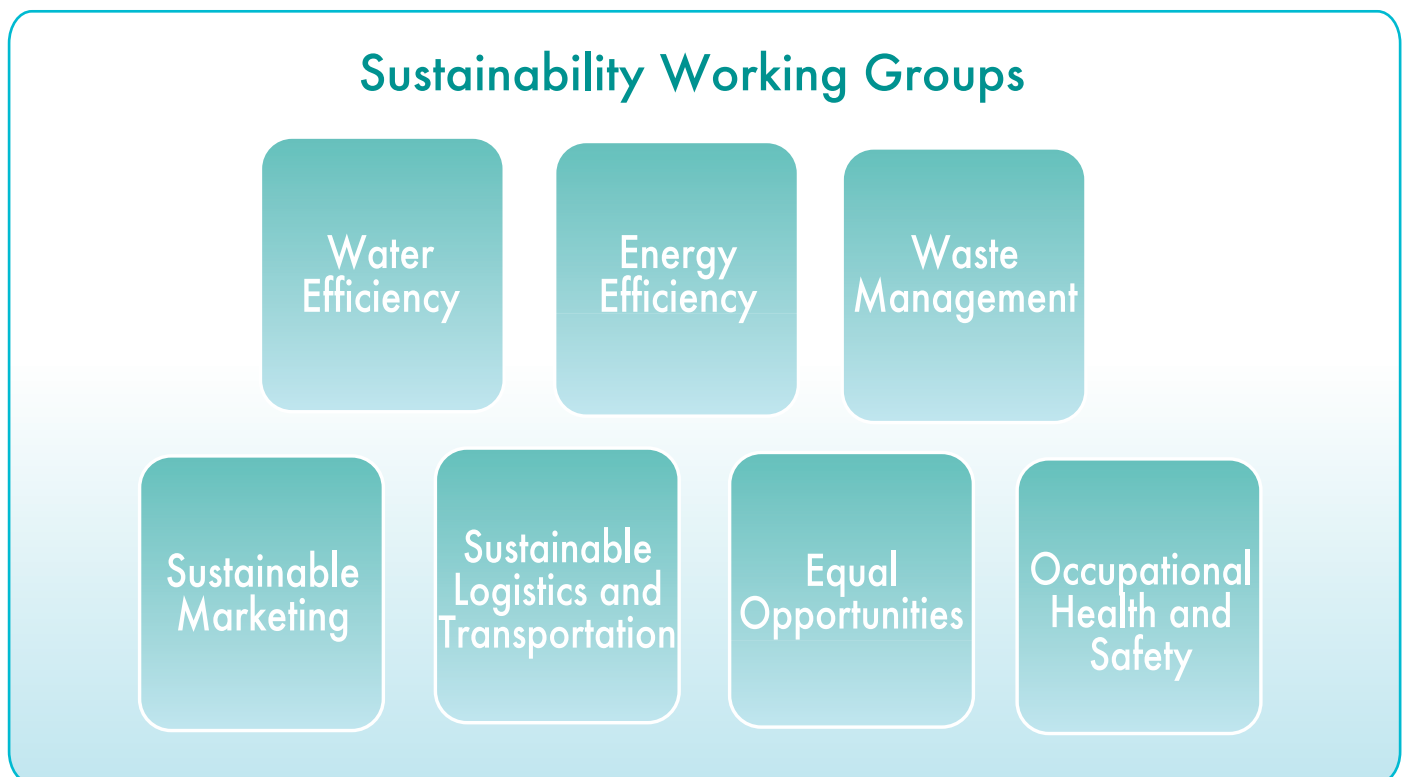 Sustainability Working Groups
Water
Efficiency
Energy
Efficiency
Waste
Management
Sustainable
Marketing
Sustainable
Logistics and
Transportation
Equal
Opportunities
Occupational
Health and
Safety